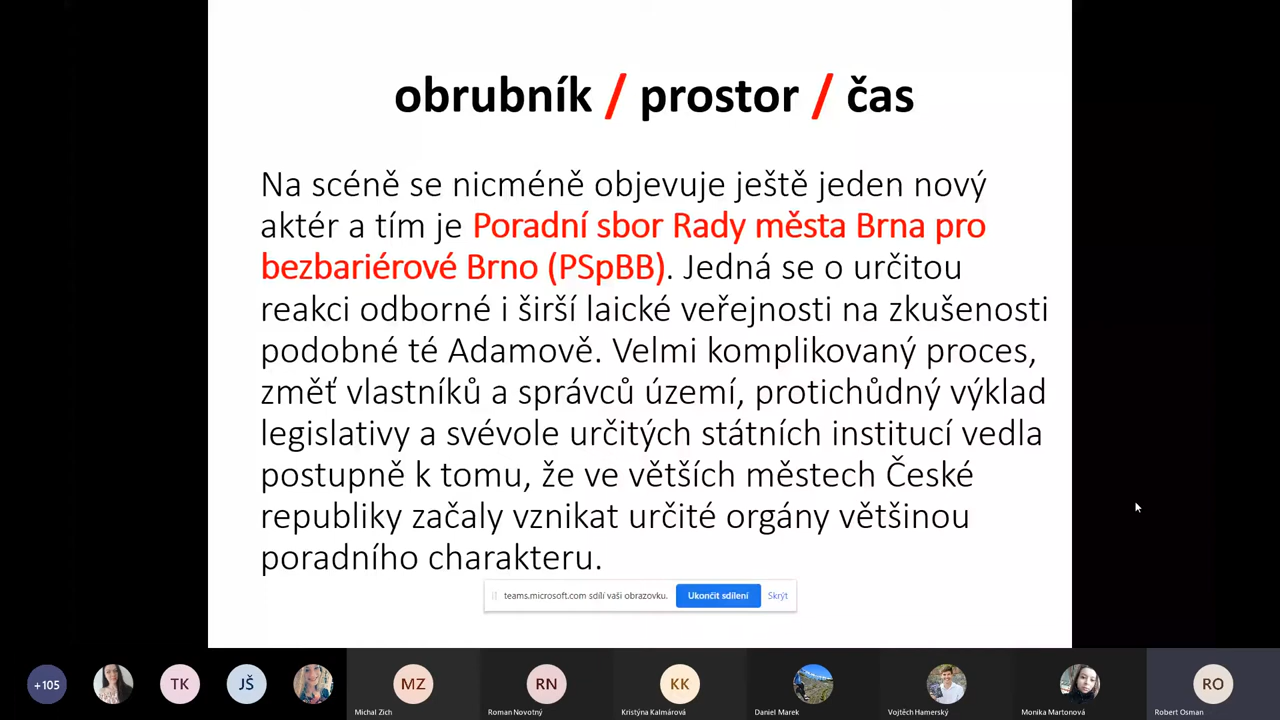 obrubník / prostor / čas
Na scéně se nicméně objevuje ještě jeden nový
aktér a tím je Poradní sbor Rady města Brna pro
bezbariérové Brno (PSpBB). Jedná se o určitou
reakci odborné i širší laické veřejnosti na zkušenosti
podobné té Adamově. Velmi komplikovaný proces,
změť vlastníků a správců území, protichůdný výklad
legislativy a svévole určitých státních institucí vedla
postupně k tomu, že ve větších městech České
republiky začaly vznikat určité orgány většinou
poradního charakteru.
teams.microsoft.com sdílí vaši obrazovku. Ukončit sdílení Skrýt
+105 TK JŠ MZ RN KK RO
Michal Zich Roman Novotný Kristýna Kalmárová Daniel Marek Vojtěch Hamerský Monika Martonová Robert Osman